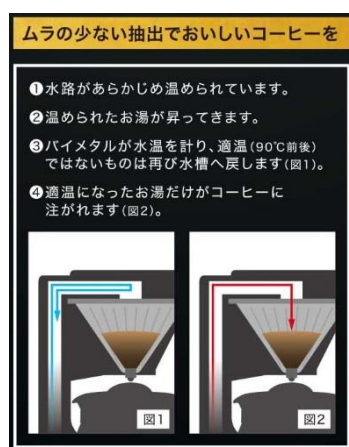 ムラの少ない抽出でおいしいコーヒーを
❶水路があらかじめ温められています。
❷温められたお湯が昇ってきます。
❸バイメタルが水温を計り、適温(90℃前後)
ではないものは再び水槽へ戻します(図1)。
❹適温になったお湯だけがコーヒーに
注がれます(図2)。
図1
図2